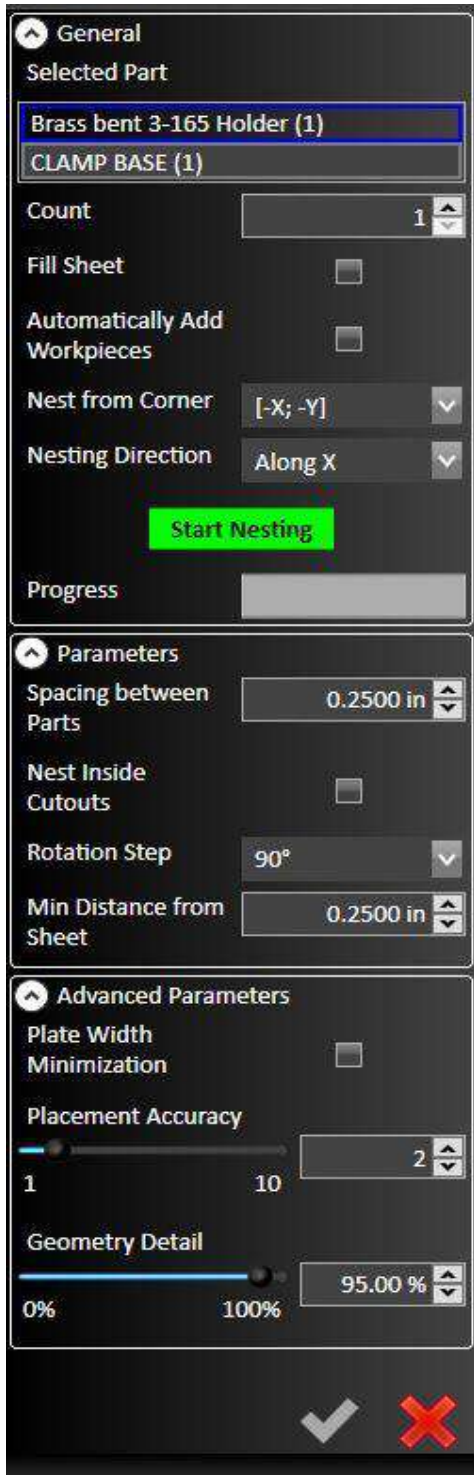 General
Selected Part
Brass bent 3-165 Holder (1)
CLAMP BASE (1)
Count 1
Fill Sheet
Automatically Add
Workpieces
Nest from Corner [-X; -Y]
Nesting Direction Along X
Start Nesting
Progress
Parameters
Spacing between
Parts 0.2500 in
Nest Inside
Cutouts
Rotation Step 90°
Min Distance from
Sheet 0.2500 in
Advanced Parameters
Plate Width
Minimization
Placement Accuracy
2
1 10
Geometry Detail
95.00 %
0% 100%